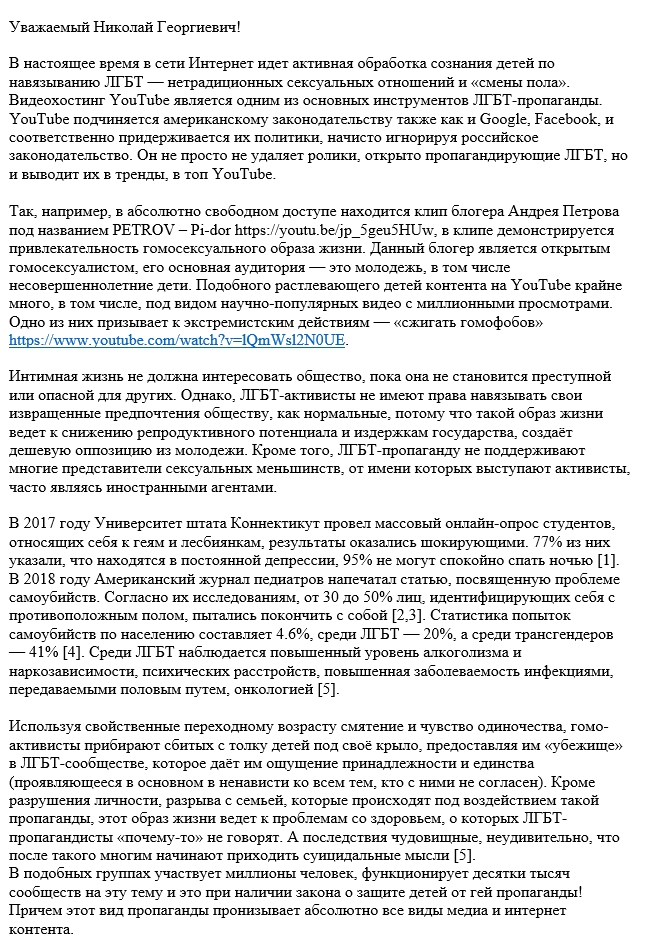 Уважаемый Николай Георгиевич!
В настоящее время в сети Интернет идет активная обработка сознания детей по
навязыванию ЛГБТ — нетрадиционных сексуальных отношений и «смены пола».
Видеохостинг YouTube является одним из основных инструментов ЛГБТ-пропаганды.
YouTube подчиняется американскому законодательству также как и Google, Facebook, и
соответственно придерживается их политики, начисто игнорируя российское
законодательство. Он не просто не удаляет ролики, открыто пропагандирующие ЛГБТ, но
и выводит их в тренды, в топ YouTube.
Так, например, в абсолютно свободном доступе находится клип блогера Андрея Петрова
под названием PETROV – Pi-dor https://youtu.be/jp_5geu5HUw, в клипе демонстрируется
привлекательность гомосексуального образа жизни. Данный блогер является открытым
гомосексуалистом, его основная аудитория — это молодежь, в том числе
несовершеннолетние дети. Подобного растлевающего детей контента на YouTube крайне
много, в том числе, под видом научно-популярных видео с миллионными просмотрами.
Одно из них призывает к экстремистским действиям — «сжигать гомофобов»
https://www.youtube.com/watch?v=lQmWsl2N0UE.
Интимная жизнь не должна интересовать общество, пока она не становится преступной
или опасной для других. Однако, ЛГБТ-активисты не имеют права навязывать свои
извращенные предпочтения обществу, как нормальные, потому что такой образ жизни
ведет к снижению репродуктивного потенциала и издержкам государства, создаёт
дешевую оппозицию из молодежи. Кроме того, ЛГБТ-пропаганду не поддерживают
многие представители сексуальных меньшинств, от имени которых выступают активисты,
часто являясь иностранными агентами.
В 2017 году Университет штата Коннектикут провел массовый онлайн-опрос студентов,
относящих себя к геям и лесбиянкам, результаты оказались шокирующими. 77% из них
указали, что находятся в постоянной депрессии, 95% не могут спокойно спать ночью [1].
В 2018 году Американский журнал педиатров напечатал статью, посвященную проблеме
самоубийств. Согласно их исследованиям, от 30 до 50% лиц, идентифицирующих себя с
противоположным полом, пытались покончить с собой [2,3]. Статистика попыток
самоубийств по населению составляет 4.6%, среди ЛГБТ — 20%, а среди трансгендеров
— 41% [4]. Среди ЛГБТ наблюдается повышенный уровень алкоголизма и
наркозависимости, психических расстройств, повышенная заболеваемость инфекциями,
передаваемыми половым путем, онкологией [5].
Используя свойственные переходному возрасту смятение и чувство одиночества, гомо-
активисты прибирают сбитых с толку детей под своё крыло, предоставляя им «убежище»
в ЛГБТ-сообществе, которое даёт им ощущение принадлежности и единства
(проявляющееся в основном в ненависти ко всем тем, кто с ними не согласен). Кроме
разрушения личности, разрыва с семьей, которые происходят под воздействием такой
пропаганды, этот образ жизни ведет к проблемам со здоровьем, о которых ЛГБТ-
пропагандисты «почему-то» не говорят. А последствия чудовищные, неудивительно, что
после такого многим начинают приходить суицидальные мысли [5].
В подобных группах участвует миллионы человек, функционирует десятки тысяч
сообществ на эту тему и это при наличии закона о защите детей от гей пропаганды!
Причем этот вид пропаганды пронизывает абсолютно все виды медиа и интернет
контента.